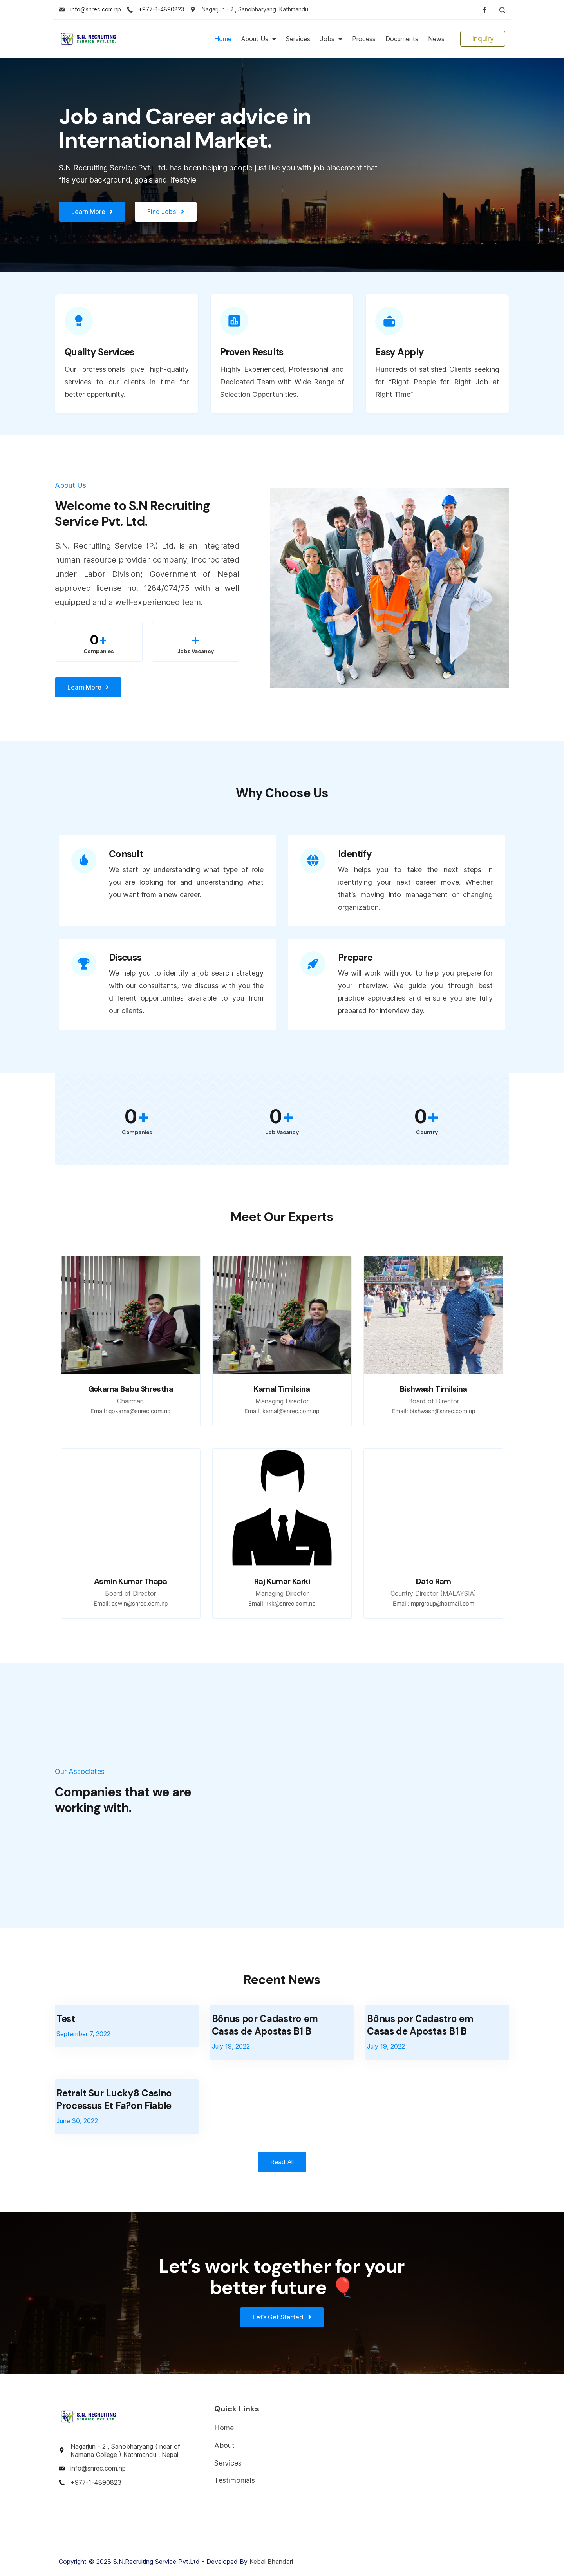 info@snrec.com.np +977-1-4890823 Nagarjun - 2 , Sanobharyang, Kathmandu
S.N. RECRUITING
SERVICE PVT.LTD.
Home About Us Services Jobs Process Documents News Inquiry
Job and Career advice in
International Market.
S.N Recruiting Service Pvt. Ltd. has been helping people just like you with job placement that
fits your background, goals and lifestyle.
Learn More Find Jobs
Quality Services
Our professionals give high-quality
services to our clients in time for
better oppertunity.
Proven Results
Highly Experienced, Professional and
Dedicated Team with Wide Range of
Selection Opportunities.
Easy Apply
Hundreds of satisfied Clients seeking
for "Right People for Right Job at
Right Time"
About Us
Welcome to S.N Recruiting
Service Pvt. Ltd.
S.N. Recruiting Service (P.) Ltd. is an integrated
human resource provider company, incorporated
under Labor Division; Government of Nepal
approved license no. 1284/074/75 with a well
equipped and a well-experienced team.
0+
Companies
+
Jobs Vacancy
Learn More
Why Choose Us
Consult
We start by understanding what type of role
you are looking for and understanding what
you want from a new career.
Identify
We helps you to take the next steps in
identifying your next career move. Whether
that's moving into management or changing
organization.
Discuss
We help you to identify a job search strategy
with our consultants, we discuss with you the
different opportunities available to you from
our clients.
Prepare
We will work with you to help you prepare for
your interview. We guide you through best
practice approaches and ensure you are fully
prepared for interview day.
0+
Companies
0+
Job Vacancy
0+
Country
Meet Our Experts
Gokarna Babu Shrestha
Chairman
Email: gokarna@snrec.com.np
Kamal Timilsina
Managing Director
Email: kamal@snrec.com.np
Bishwash Timilsina
Board of Director
Email: bishwash@snrec.com.np
Asmin Kumar Thapa
Board of Director
Email: aswin@snrec.com.np
Raj Kumar Karki
Managing Director
Email: rkk@snrec.com.np
Dato Ram
Country Director (MALAYSIA)
Email: mprgroup@hotmail.com
Our Associates
Companies that we are
working with.
Recent News
Test
September 7, 2022
Bônus por Cadastro em
Casas de Apostas B1 B
July 19, 2022
Bônus por Cadastro em
Casas de Apostas B1 B
July 19, 2022
Retrait Sur Lucky8 Casino
Processus Et Fa?on Fiable
June 30, 2022
Read All
Let's work together for your
better future 🎈
Let's Get Started
S.N. RECRUITING
SERVICE PVT.LTD.
Nagarjun - 2 , Sanobharyang ( near of
Kamana College ) Kathmandu , Nepal
info@snrec.com.np
+977-1-4890823
Quick Links
Home
About
Services
Testimonials
Copyright © 2023 S.N.Recruiting Service Pvt.Ltd - Developed By Kebal Bhandari